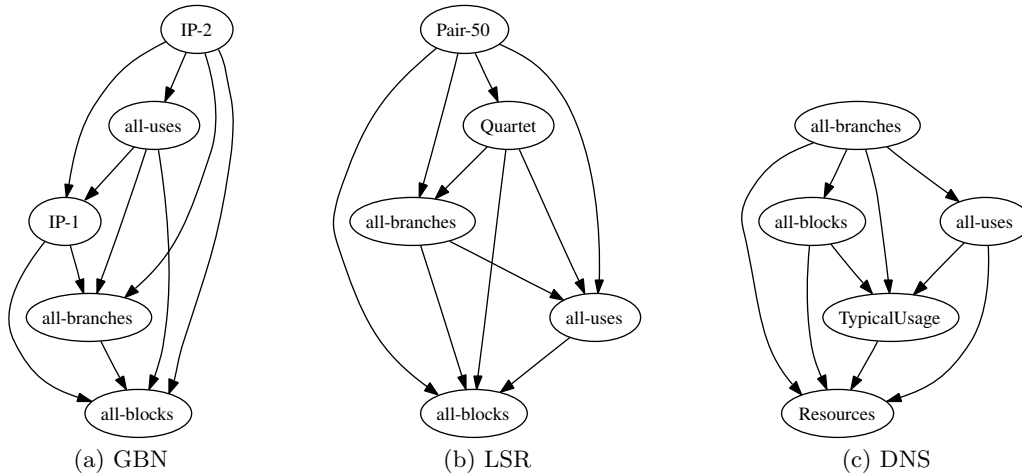 IP-2
all-uses
IP-1
all-branches
all-blocks
(a) GBN
Pair-50
Quartet
all-branches
all-uses
all-blocks
(b) LSR
all-branches
all-blocks
all-uses
TypicalUsage
Resources
(c) DNS